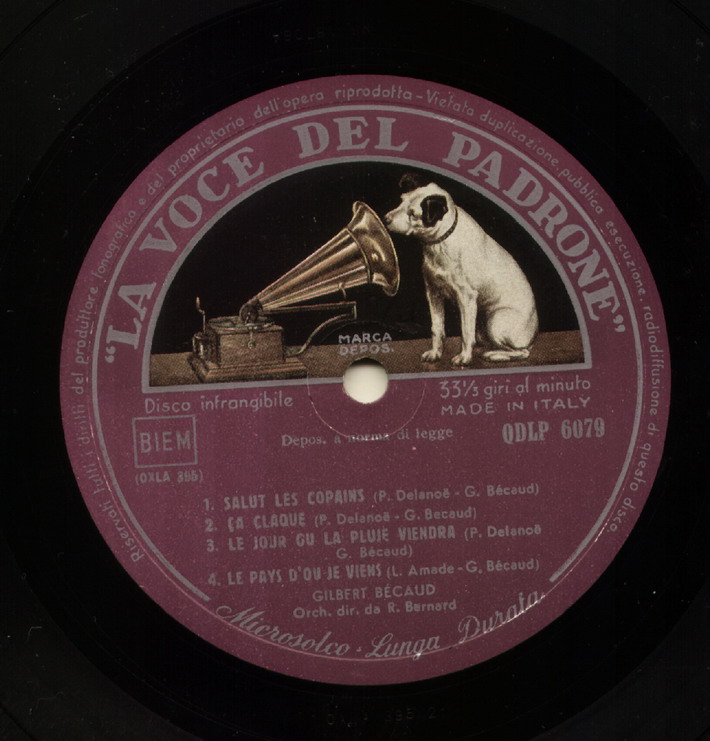 Riservati tutti i diritti del produttore fonografico e del proprietario dell'opera riprodotta - Vietata duplicazione, pubblica esecuzione, radiodiffusione di questo disco.
"LA VOCE DEL PADRONE"
MARCA
DEPOS.
Disco infrangibile
33⅓ giri al minuto
MADE IN ITALY
BIEM
Depos. a norma di legge
QDLP 6079
1. SALUT LES COPAINS (P. Delanoë - G. Bécaud)
2. ÇA CLAQUE (P. Delanoë - G. Becaud)
3. LE JOUR OU LA PLUIE VIENDRA (P. Delanoë
G. Bécaud)
4. LE PAYS D'OU JE VIENS (L. Amade - G. Bécaud)
GILBERT BÉCAUD
Orch. dir. da R. Bernard
Microsolco - Lunga Durata